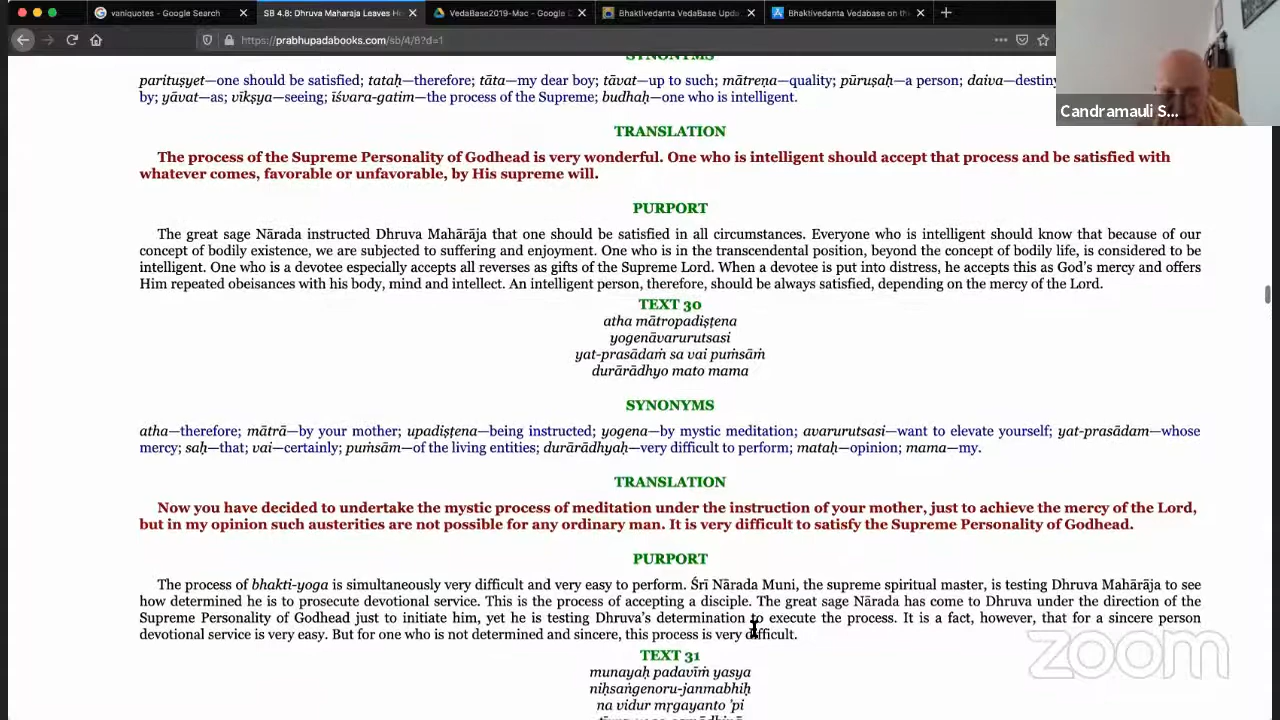 vaniquotes - Google Search
SB 4.8: Dhruva Maharaja Leaves H
VedaBase2019-Mac - Google D
Bhaktivedanta VedaBase Updat
Bhaktivedanta Vedabase on the
https://prabhupadabooks.com/sb/4/8?d=1
SYNONYMS
parituṣyet—one should be satisfied; tataḥ—therefore; tāta—my dear boy; tāvat—up to such; mātreṇa—quality; pūruṣaḥ—a person; daiva—destiny
by; yāvat—as; vīkṣya—seeing; īśvara-gatim—the process of the Supreme; budhaḥ—one who is intelligent.
Candramauli S...
TRANSLATION
The process of the Supreme Personality of Godhead is very wonderful. One who is intelligent should accept that process and be satisfied with
whatever comes, favorable or unfavorable, by His supreme will.
PURPORT
The great sage Nārada instructed Dhruva Mahārāja that one should be satisfied in all circumstances. Everyone who is intelligent should know that because of our
concept of bodily existence, we are subjected to suffering and enjoyment. One who is in the transcendental position, beyond the concept of bodily life, is considered to be
intelligent. One who is a devotee especially accepts all reverses as gifts of the Supreme Lord. When a devotee is put into distress, he accepts this as God's mercy and offers
Him repeated obeisances with his body, mind and intellect. An intelligent person, therefore, should be always satisfied, depending on the mercy of the Lord.
TEXT 30
atha mātropadiṣṭena
yogenāvarurutsasi
yat-prasādaṁ sa vai puṁsāṁ
durārādhyo mato mama
SYNONYMS
atha—therefore; mātrā—by your mother; upadiṣṭena—being instructed; yogena—by mystic meditation; avarurutsasi—want to elevate yourself; yat-prasādam—whose
mercy; saḥ—that; vai—certainly; puṁsām—of the living entities; durārādhyaḥ—very difficult to perform; mataḥ—opinion; mama—my.
TRANSLATION
Now you have decided to undertake the mystic process of meditation under the instruction of your mother, just to achieve the mercy of the Lord,
but in my opinion such austerities are not possible for any ordinary man. It is very difficult to satisfy the Supreme Personality of Godhead.
PURPORT
The process of bhakti-yoga is simultaneously very difficult and very easy to perform. Śrī Nārada Muni, the supreme spiritual master, is testing Dhruva Mahārāja to see
how determined he is to prosecute devotional service. This is the process of accepting a disciple. The great sage Nārada has come to Dhruva under the direction of the
Supreme Personality of Godhead just to initiate him, yet he is testing Dhruva's determination to execute the process. It is a fact, however, that for a sincere person
devotional service is very easy. But for one who is not determined and sincere, this process is very difficult.
TEXT 31
munayaḥ padavīṁ yasya
niḥsaṅgenoru-janmabhiḥ
na vidur mṛgayanto 'pi
zoom